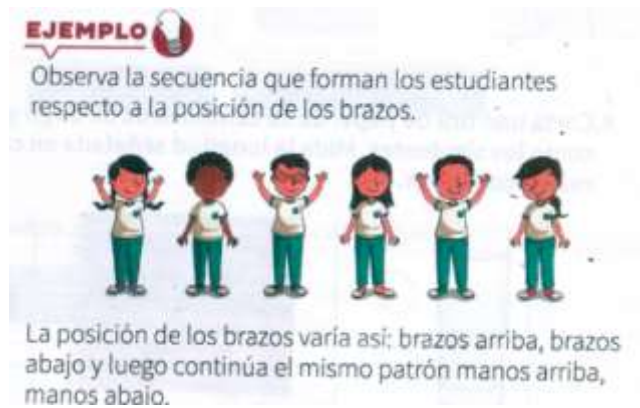 EJEMPLO
Observa la secuencia que forman los estudiantes
respecto a la posición de los brazos.
La posición de los brazos varía así: brazos arriba, brazos
abajo y luego continúa el mismo patrón manos arriba,
manos abajo.